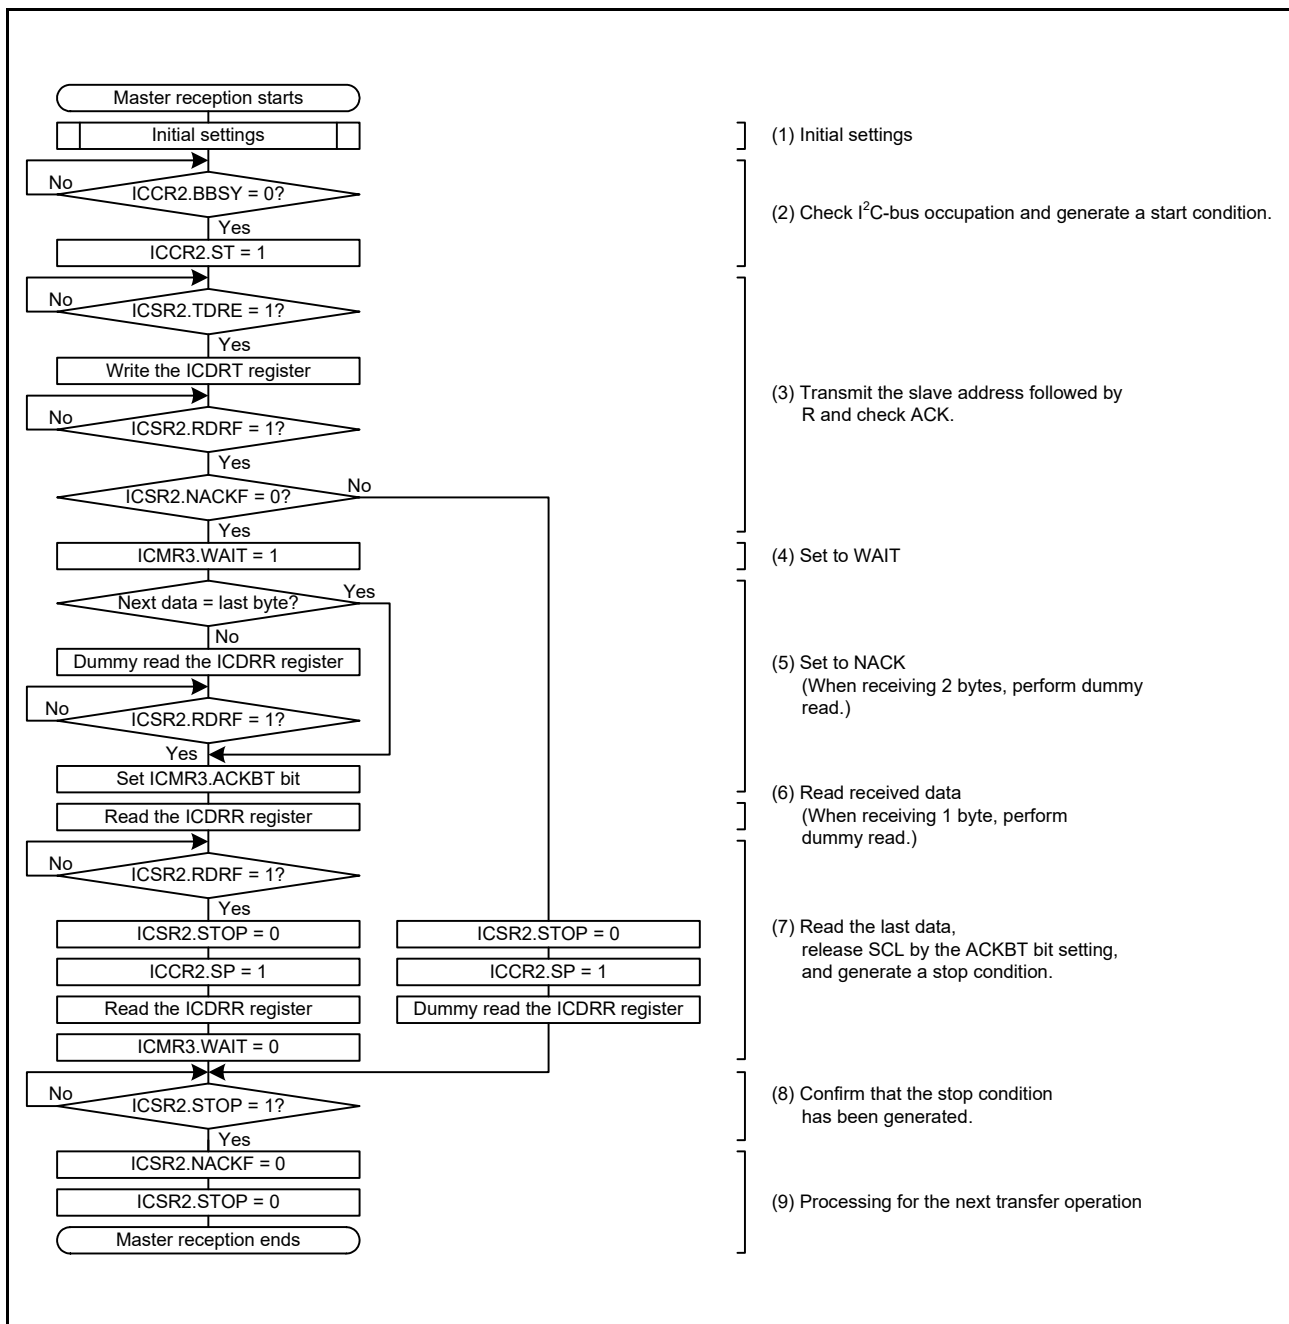 Master reception starts
Initial settings
(1) Initial settings
No
ICCR2.BBSY = 0?
Yes
(2) Check I²C-bus occupation and generate a start condition.
ICCR2.ST = 1
No
ICSR2.TDRE = 1?
Yes
Write the ICDRT register
No
ICSR2.RDRF = 1?
Yes
(3) Transmit the slave address followed by
R and check ACK.
ICSR2.NACKF = 0?
No
Yes
ICMR3.WAIT = 1
(4) Set to WAIT
Next data = last byte?
Yes
No
Dummy read the ICDRR register
No
ICSR2.RDRF = 1?
Yes
Set ICMR3.ACKBT bit
(5) Set to NACK
(When receiving 2 bytes, perform dummy
read.)
Read the ICDRR register
(6) Read received data
(When receiving 1 byte, perform
dummy read.)
No
ICSR2.RDRF = 1?
Yes
ICSR2.STOP = 0
ICCR2.SP = 1
Read the ICDRR register
ICMR3.WAIT = 0
ICSR2.STOP = 0
ICCR2.SP = 1
Dummy read the ICDRR register
(7) Read the last data,
release SCL by the ACKBT bit setting,
and generate a stop condition.
No
ICSR2.STOP = 1?
Yes
(8) Confirm that the stop condition
has been generated.
ICSR2.NACKF = 0
ICSR2.STOP = 0
(9) Processing for the next transfer operation
Master reception ends